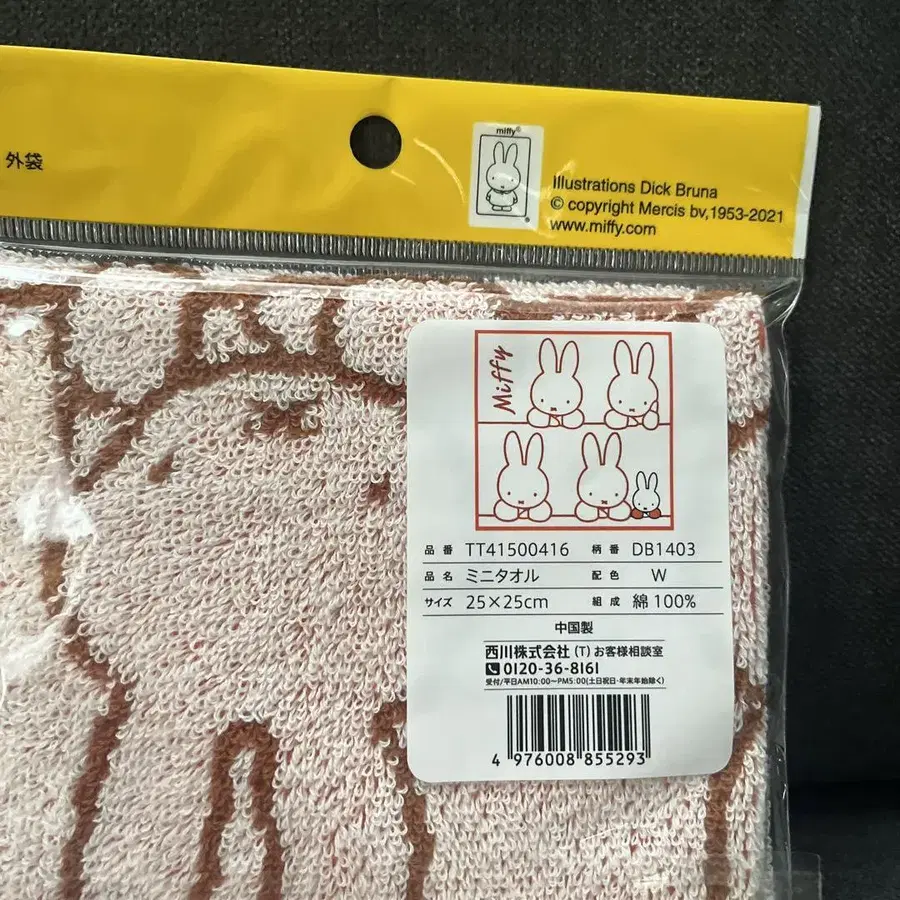 外袋
miffy®
Illustrations Dick Bruna
© copyright Mercis bv,1953-2021
www.miffy.com
Miffy
品番 TT41500416 柄番 DB1403
品名 ミニタオル 配色 W
サイズ 25×25cm 組成 綿 100%
中国製
西川株式会社 (T) お客様相談室
0120-36-8161
受付/平日AM10:00〜PM5:00(土日祝日・年末年始除く)
4 976008 855293